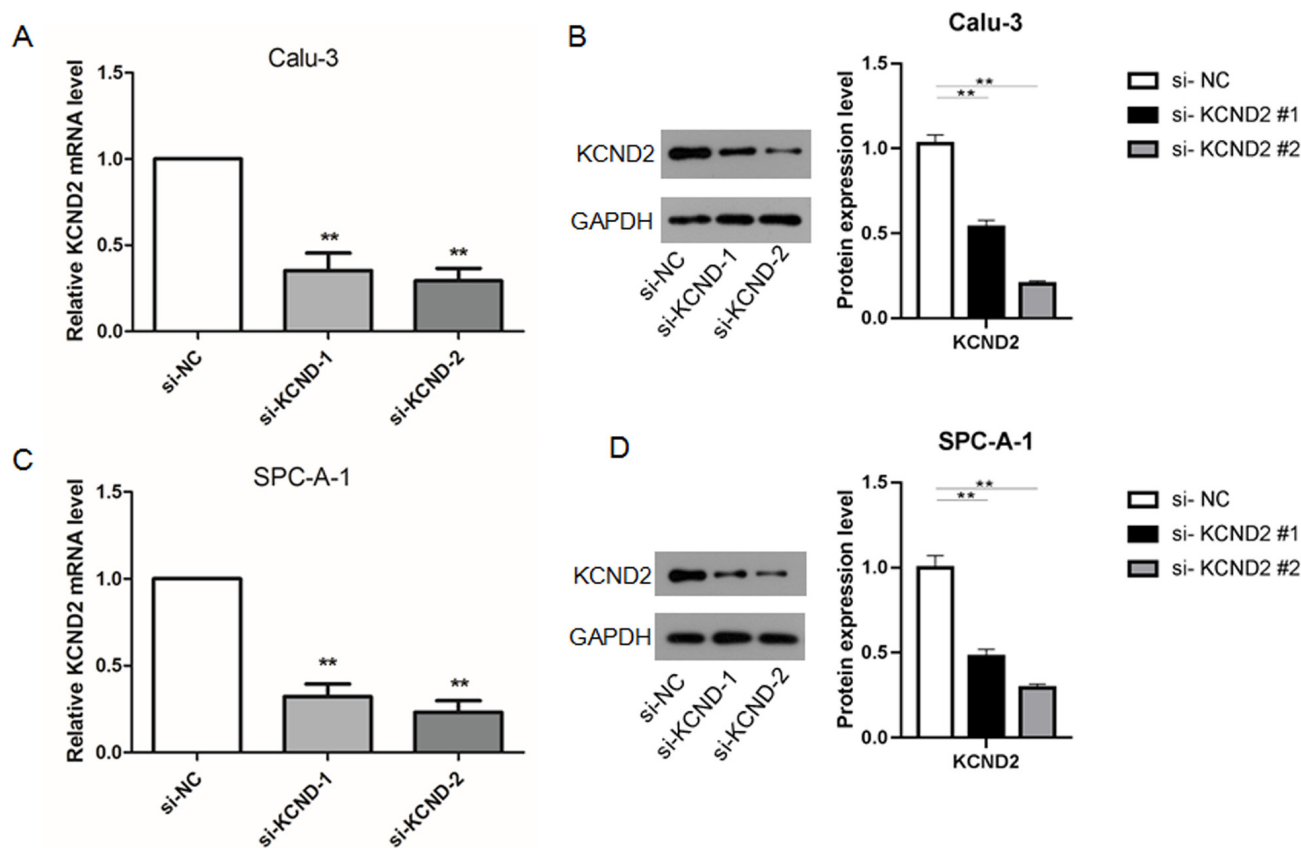 A
Calu-3
Relative KCND2 mRNA level
1.5
1.0
0.5
0.0
**
**
si-NC
si-KCND-1
si-KCND-2
B
KCND2
GAPDH
si-NC
si-KCND-1
si-KCND-2
Calu-3
Protein expression level
1.5
1.0
0.5
0.0
**
**
KCND2
si- NC
si- KCND2 #1
si- KCND2 #2
C
SPC-A-1
Relative KCND2 mRNA level
1.5
1.0
0.5
0.0
**
**
si-NC
si-KCND-1
si-KCND-2
D
KCND2
GAPDH
si-NC
si-KCND-1
si-KCND-2
SPC-A-1
Protein expression level
1.5
1.0
0.5
0.0
**
**
KCND2
si- NC
si- KCND2 #1
si- KCND2 #2